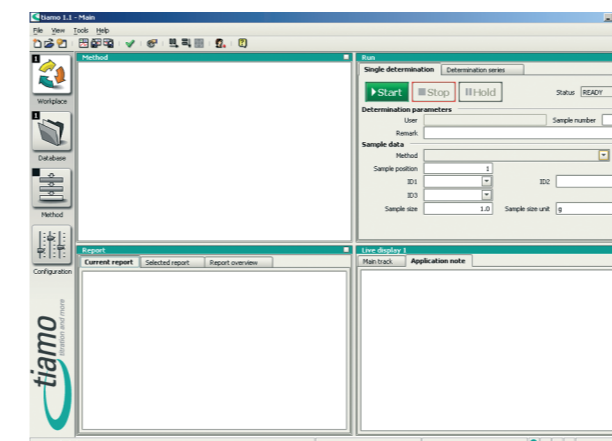 tiamo 1.1 - Main
File View Tools Help
1
Workplace
1
Database
Method
Configuration
tiamo
titration and more
Method
Run
Single determination Determination series
Start Stop Hold Status READY
Determination parameters
User Sample number
Remark
Sample data
Method
Sample position 1
ID1 ID2
ID3
Sample size 1.0 Sample size unit g
Report
Current report Selected report Report overview
Live display 1
Main track Application note